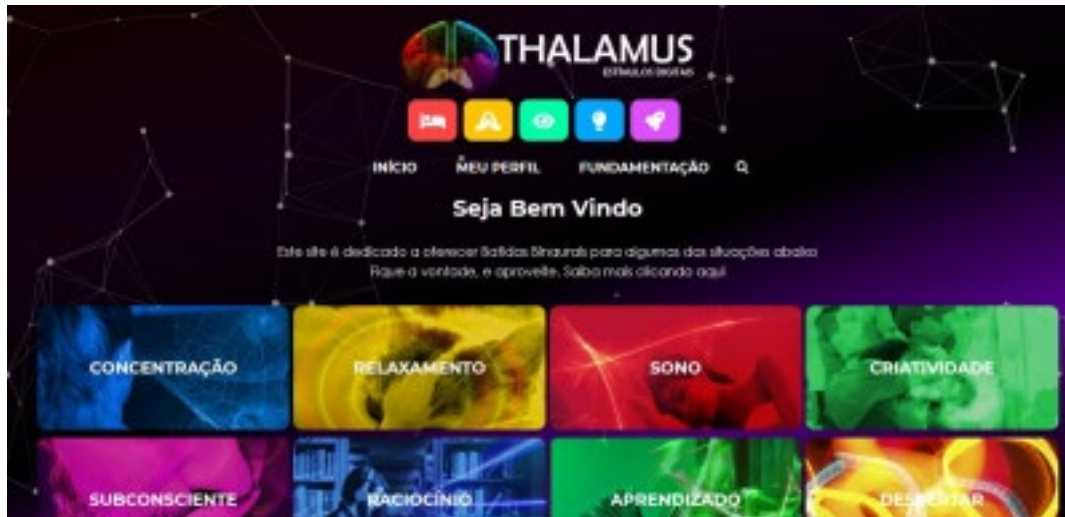 THALAMUS
ESTÍMULOS DIGITAIS
INÍCIO MEU PERFIL FUNDAMENTAÇÃO
Seja Bem Vindo
Este site é dedicado a oferecer Batidas Binaurais para algumas das situações abaixo
Fique a vontade, e aproveite. Saiba mais clicando aqui
CONCENTRAÇÃO RELAXAMENTO SONO CRIATIVIDADE
SUBCONSCIENTE RACIOCÍNIO APRENDIZADO DESPERTAR